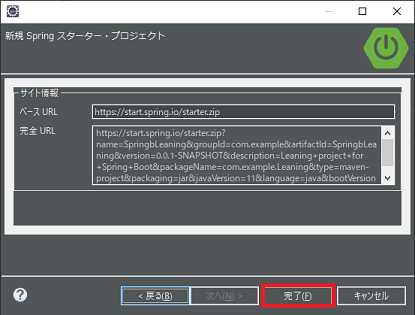 新規 Spring スターター・プロジェクト
サイト情報
ベース URL
https://start.spring.io/starter.zip
完全 URL
https://start.spring.io/starter.zip?
name=SpringbLeaning&groupId=com.example&artifactId=SpringbLea
ning&version=0.0.1-SNAPSHOT&description=Leaning+project+for
+Spring+Boot&packageName=com.example.Leaning&type=maven-
project&packaging=jar&javaVersion=11&language=java&bootVersion
?
< 戻る(B)
次へ(N) >
完了(F)
キャンセル